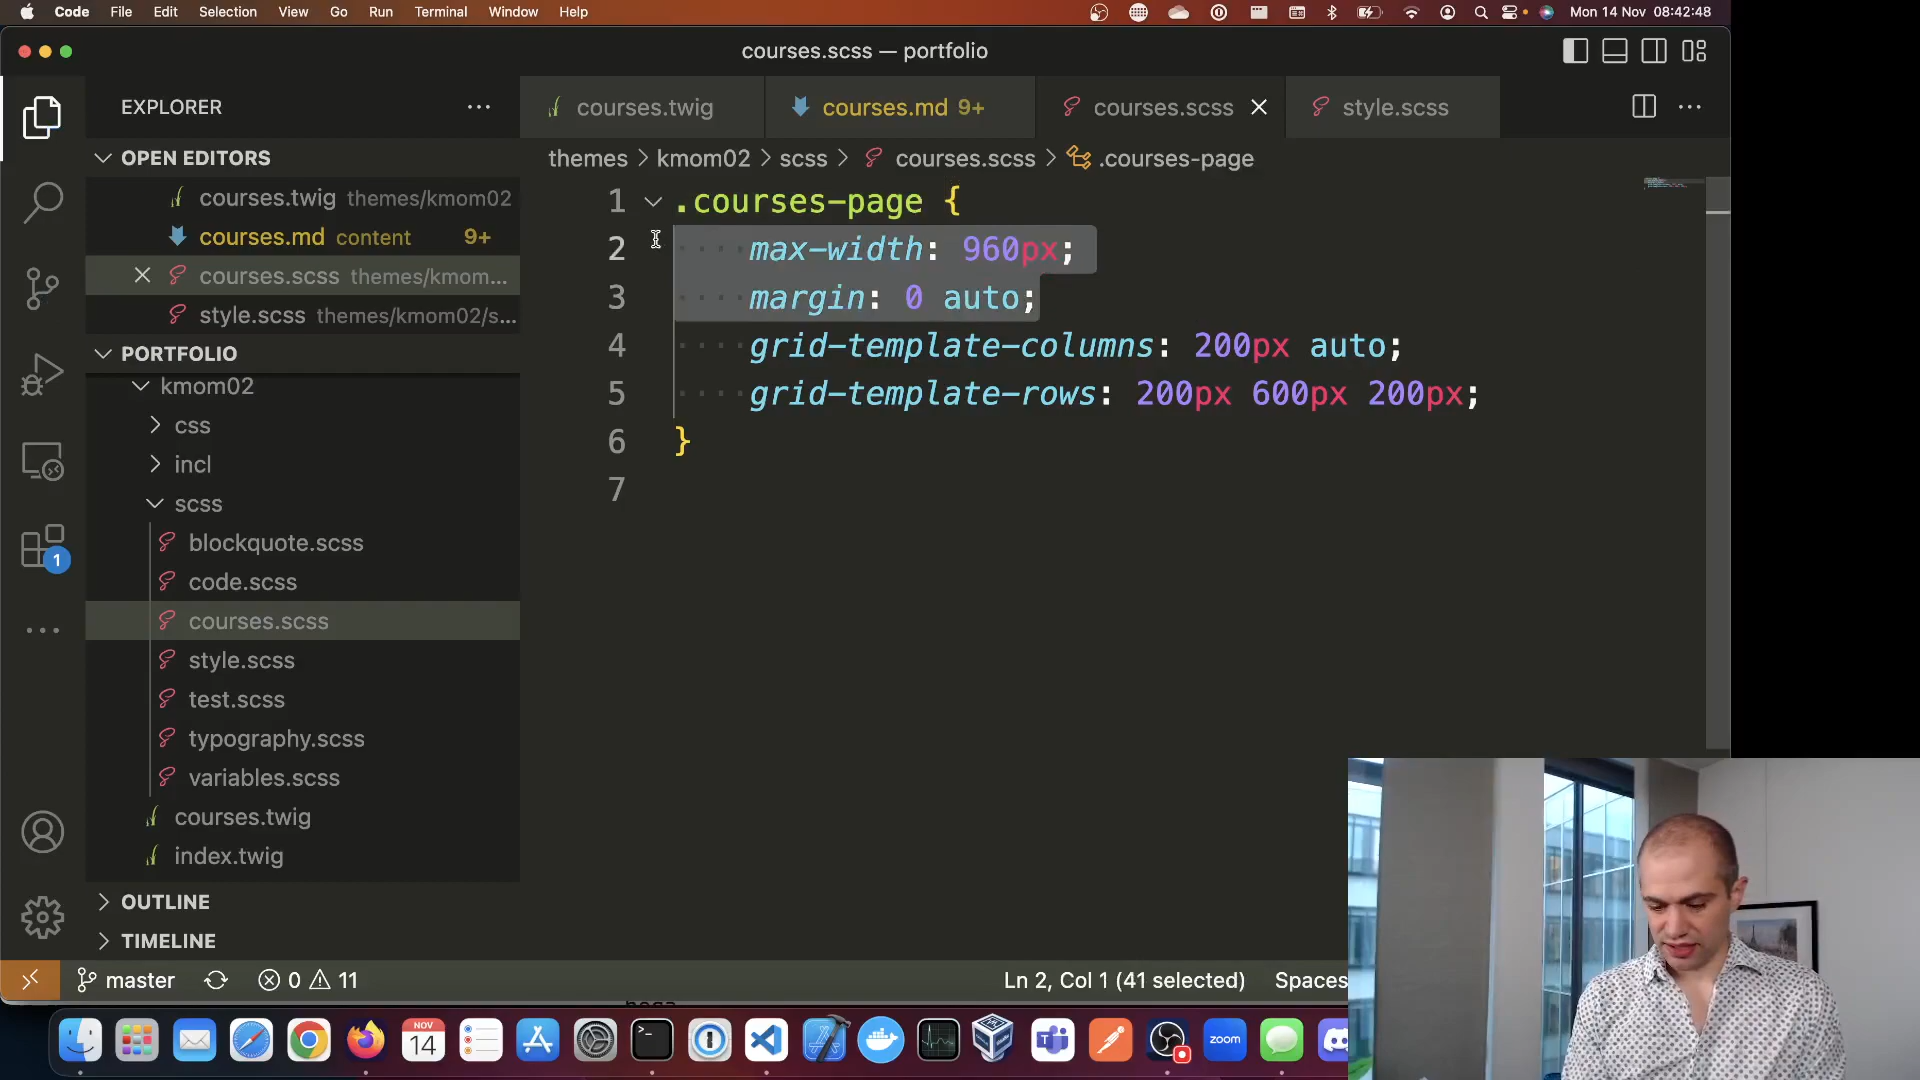 Code File Edit Selection View Go Run Terminal Window Help Mon 14 Nov 08:42:48
courses.scss — portfolio
EXPLORER
courses.twig
courses.md 9+
courses.scss
style.scss
OPEN EDITORS
themes > kmom02 > scss > courses.scss > .courses-page
courses.twig themes/kmom02
courses.md content 9+
courses.scss themes/kmom...
style.scss themes/kmom02/s...
1 .courses-page {
2 max-width: 960px;
3 margin: 0 auto;
4 grid-template-columns: 200px auto;
5 grid-template-rows: 200px 600px 200px;
6 }
7
PORTFOLIO
kmom02
css
incl
scss
blockquote.scss
code.scss
courses.scss
style.scss
test.scss
typography.scss
variables.scss
courses.twig
index.twig
OUTLINE
TIMELINE
1
master 0 11
Ln 2, Col 1 (41 selected) Spaces
NOV
14
zoom